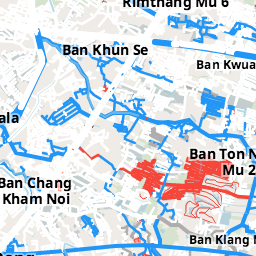 Rimthang Mu 6
Ban Khun Se
Ban Kwua
ala
Ban Ton N
Mu 2
Ban Chang
Kham Noi
Ban Klang M